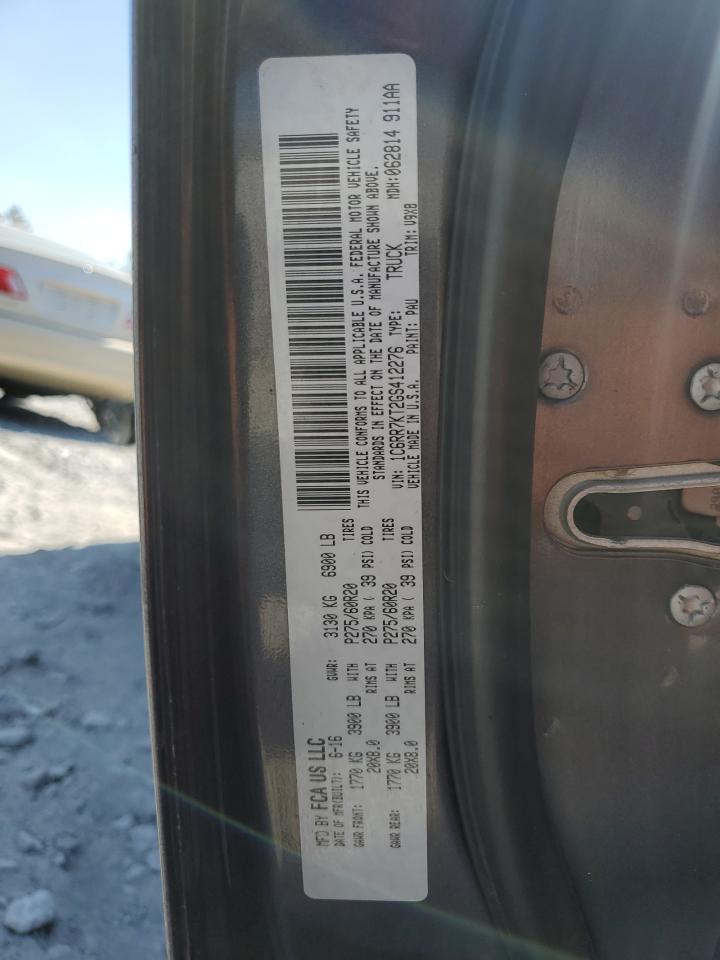 MFD BY FCA US LLC
DATE OF MFR(BUILT): 6-16 GVWR: 3130 KG 6900 LB
GAWR FRONT: 1770 KG 3900 LB WITH P275/60R20 TIRES
20X8.0 RIMS AT 270 KPA ( 39 PSI) COLD
GAWR REAR: 1770 KG 3900 LB WITH P275/60R20 TIRES
20X8.0 RIMS AT 270 KPA ( 39 PSI) COLD
THIS VEHICLE CONFORMS TO ALL APPLICABLE U.S.A. FEDERAL MOTOR VEHICLE SAFETY
STANDARDS IN EFFECT ON THE DATE OF MANUFACTURE SHOWN ABOVE.
VIN: 1C6RR7KT2GS412276 TYPE: TRUCK MDH:062814 911AA
VEHICLE MADE IN U.S.A. PAINT: PAU TRIM: V9X8